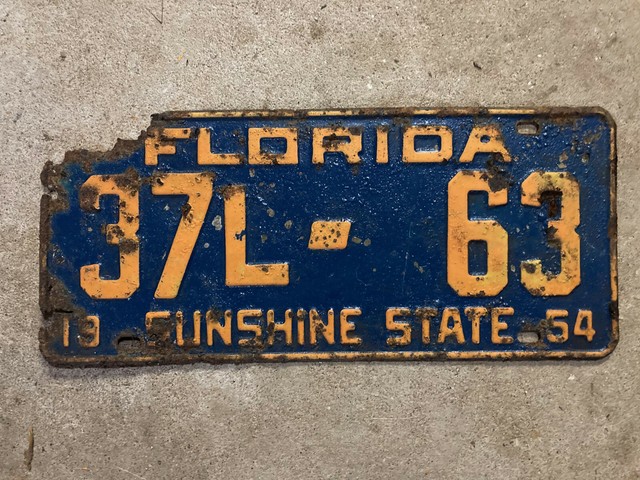 FLORIDA
37L - 63
19 SUNSHINE STATE 54